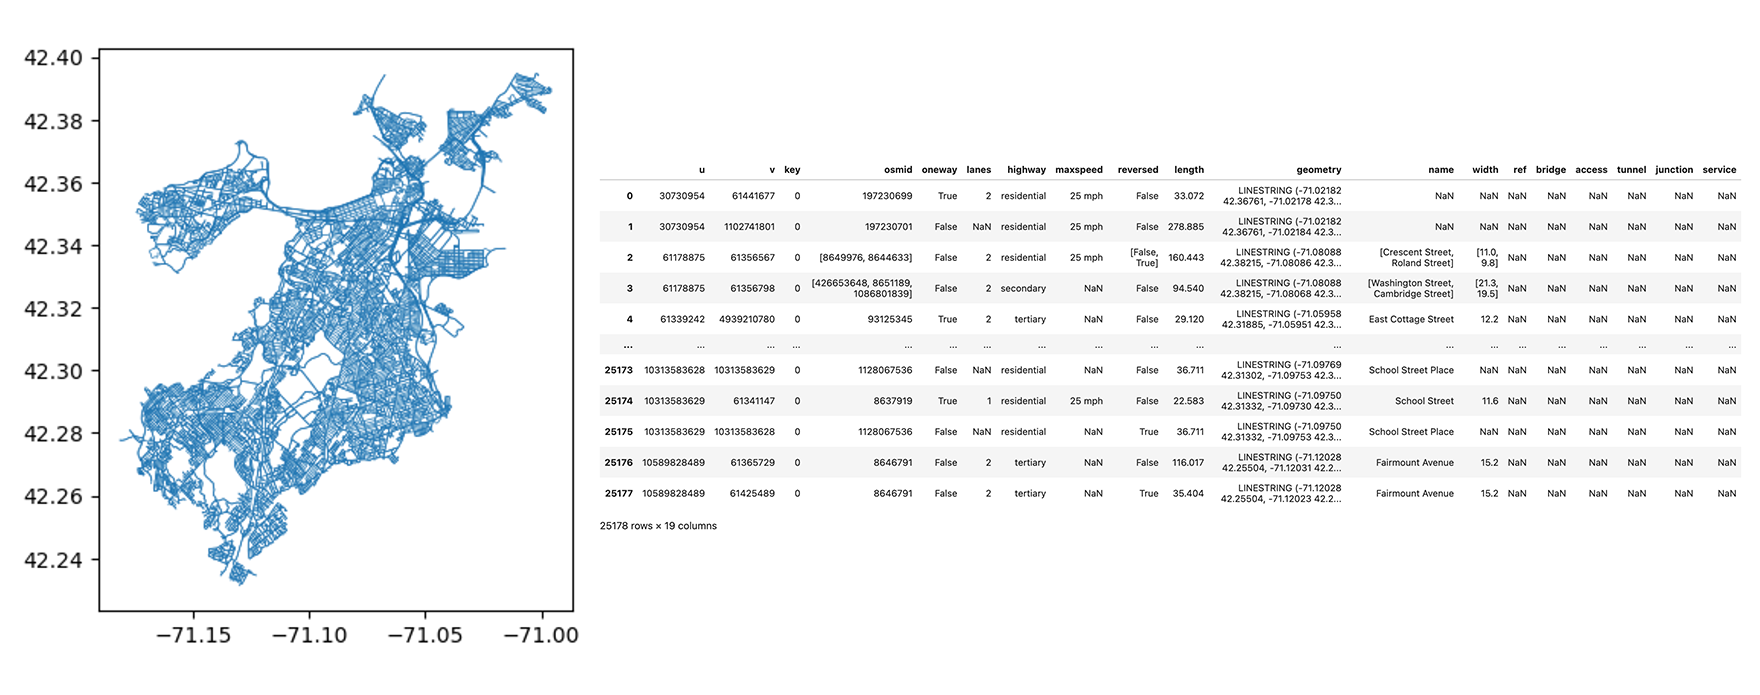 42.40
42.38
42.36
42.34
42.32
42.30
42.28
42.26
42.24
−71.15 −71.10 −71.05 −71.00
u v key osmid oneway lanes highway maxspeed reversed length geometry name width ref bridge access tunnel junction service
0 30730954 61441677 0 197230699 True 2 residential 25 mph False 33.072 LINESTRING (-71.02182 42.36761, -71.02178 42.3... NaN NaN NaN NaN NaN NaN NaN NaN
1 30730954 1102741801 0 197230701 False NaN residential 25 mph False 278.885 LINESTRING (-71.02182 42.36761, -71.02184 42.3... NaN NaN NaN NaN NaN NaN NaN NaN
2 61178875 61356567 0 [8649976, 8644633] False 2 residential 25 mph [False, True] 160.443 LINESTRING (-71.08088 42.38215, -71.08086 42.3... [Crescent Street, Roland Street] [11.0, 9.8] NaN NaN NaN NaN NaN NaN
3 61178875 61356798 0 [426653648, 8651189, 1086801839] False 2 secondary NaN False 94.540 LINESTRING (-71.08088 42.38215, -71.08068 42.3... [Washington Street, Cambridge Street] [21.3, 19.5] NaN NaN NaN NaN NaN NaN
4 61339242 4939210780 0 93125345 True 2 tertiary NaN False 29.120 LINESTRING (-71.05958 42.31885, -71.05951 42.3... East Cottage Street 12.2 NaN NaN NaN NaN NaN NaN
... ... ... ... ... ... ... ... ... ... ... ... ... ... ... ... ... ... ... ...
25173 10313583628 10313583629 0 1128067536 False NaN residential NaN False 36.711 LINESTRING (-71.09769 42.31302, -71.09753 42.3... School Street Place NaN NaN NaN NaN NaN NaN NaN
25174 10313583629 61341147 0 8637919 True 1 residential 25 mph False 22.583 LINESTRING (-71.09750 42.31332, -71.09730 42.3... School Street 11.6 NaN NaN NaN NaN NaN NaN
25175 10313583629 10313583628 0 1128067536 False NaN residential NaN True 36.711 LINESTRING (-71.09750 42.31332, -71.09753 42.3... School Street Place NaN NaN NaN NaN NaN NaN NaN
25176 10589828489 61365729 0 8646791 False 2 tertiary NaN False 116.017 LINESTRING (-71.12028 42.25504, -71.12031 42.2... Fairmount Avenue 15.2 NaN NaN NaN NaN NaN NaN
25177 10589828489 61425489 0 8646791 False 2 tertiary NaN True 35.404 LINESTRING (-71.12028 42.25504, -71.12023 42.2... Fairmount Avenue 15.2 NaN NaN NaN NaN NaN NaN
25178 rows × 19 columns